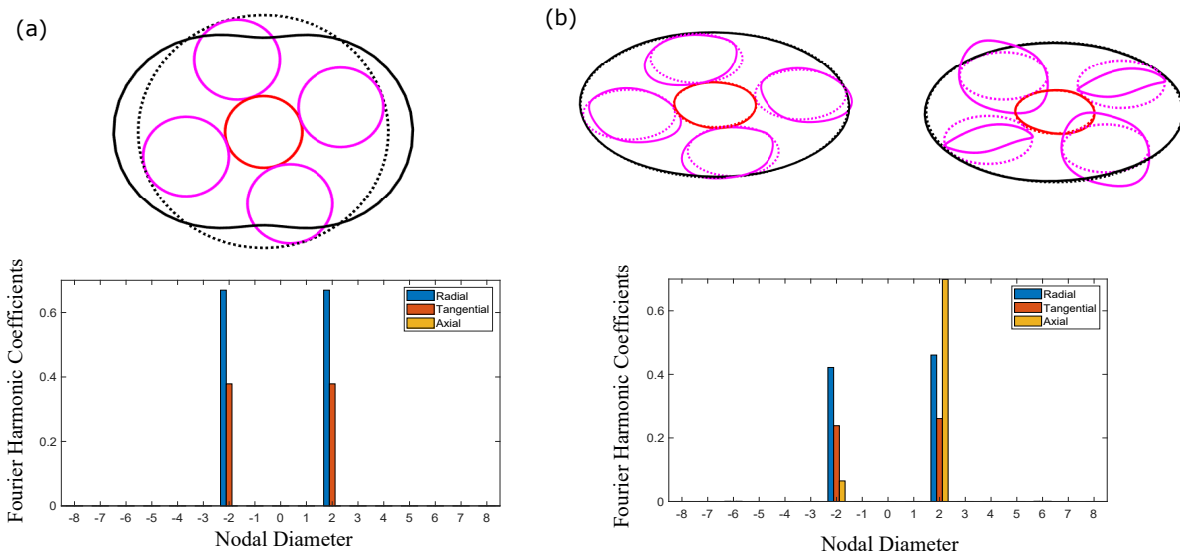 (a)
(b)
Fourier Harmonic Coefficients
0.6
0.4
0.2
0
Radial
Tangential
Axial
-8 -7 -6 -5 -4 -3 -2 -1 0 1 2 3 4 5 6 7 8
Nodal Diameter
Fourier Harmonic Coefficients
0.6
0.4
0.2
0
Radial
Tangential
Axial
-8 -7 -6 -5 -4 -3 -2 -1 0 1 2 3 4 5 6 7 8
Nodal Diameter